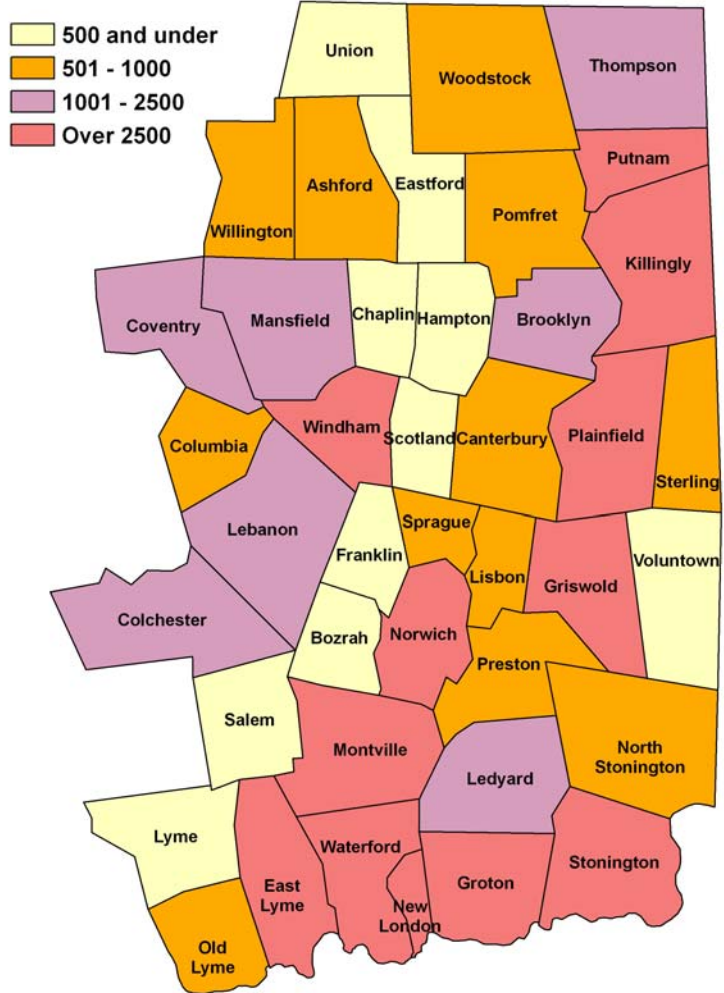 500 and under
501 - 1000
1001 - 2500
Over 2500
Union
Woodstock
Thompson
Putnam
Ashford
Eastford
Pomfret
Willington
Killingly
Coventry
Mansfield
Chaplin
Hampton
Brooklyn
Windham
Columbia
Scotland
Canterbury
Plainfield
Sterling
Lebanon
Sprague
Franklin
Voluntown
Lisbon
Griswold
Colchester
Bozrah
Norwich
Preston
Salem
Montville
North
Stonington
Ledyard
Lyme
Waterford
Stonington
East
Lyme
Groton
New
London
Old
Lyme